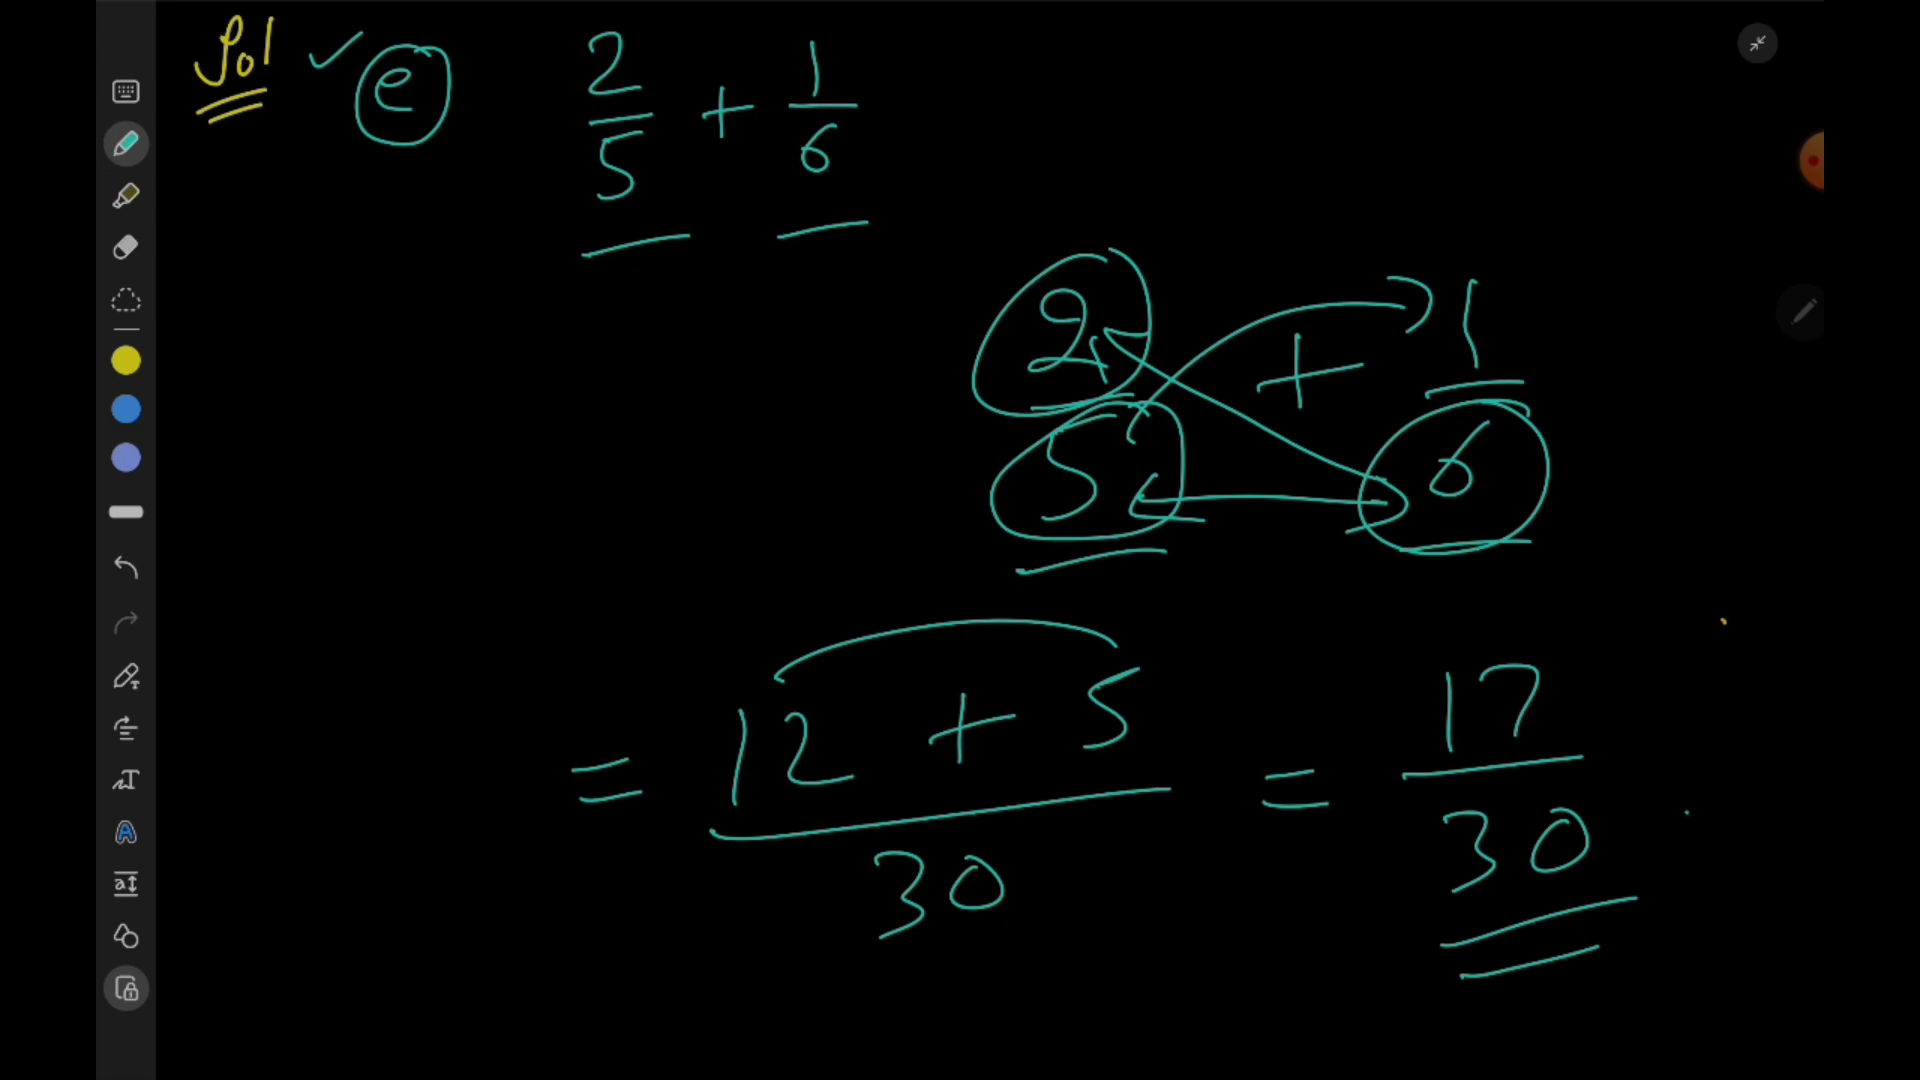 Sol ✓ e 2/5 + 1/6
2/5 + 1/6
= 12 + 5/30 = 17/30